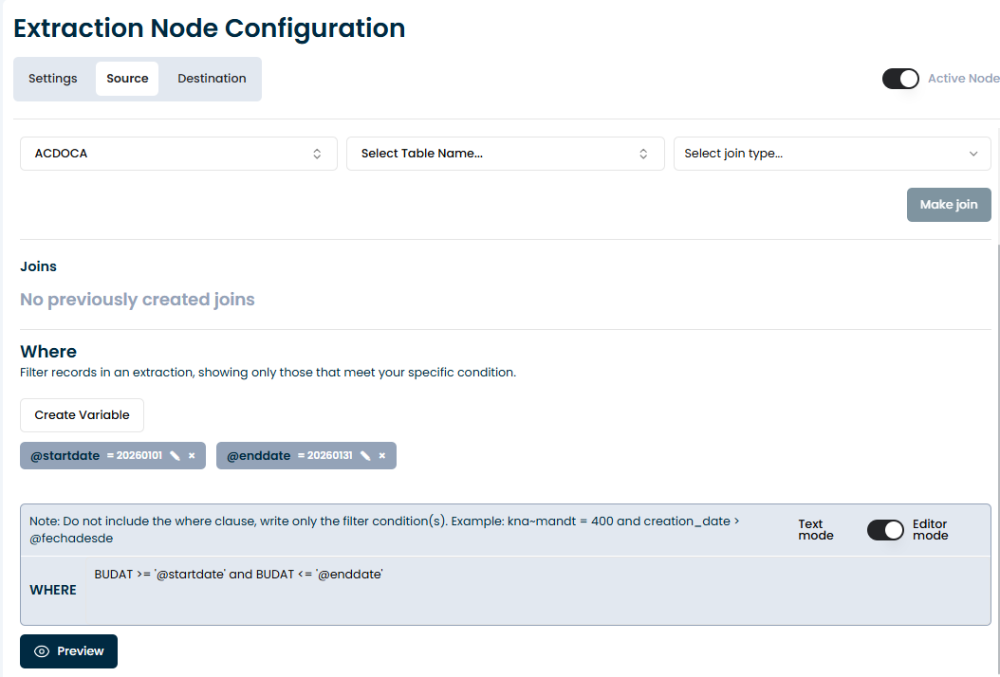 Extraction Node Configuration
Settings Source Destination Active Node
ACDOCA Select Table Name... Select join type...
Make join
Joins
No previously created joins
Where
Filter records in an extraction, showing only those that meet your specific condition.
Create Variable
@startdate = 20260101 @enddate = 20260131
Note: Do not include the where clause, write only the filter condition(s). Example: kna~mandt = 400 and creation_date >
@fechadesde
Text
mode
Editor
mode
BUDAT >= '@startdate' and BUDAT <= '@enddate'
WHERE
Preview